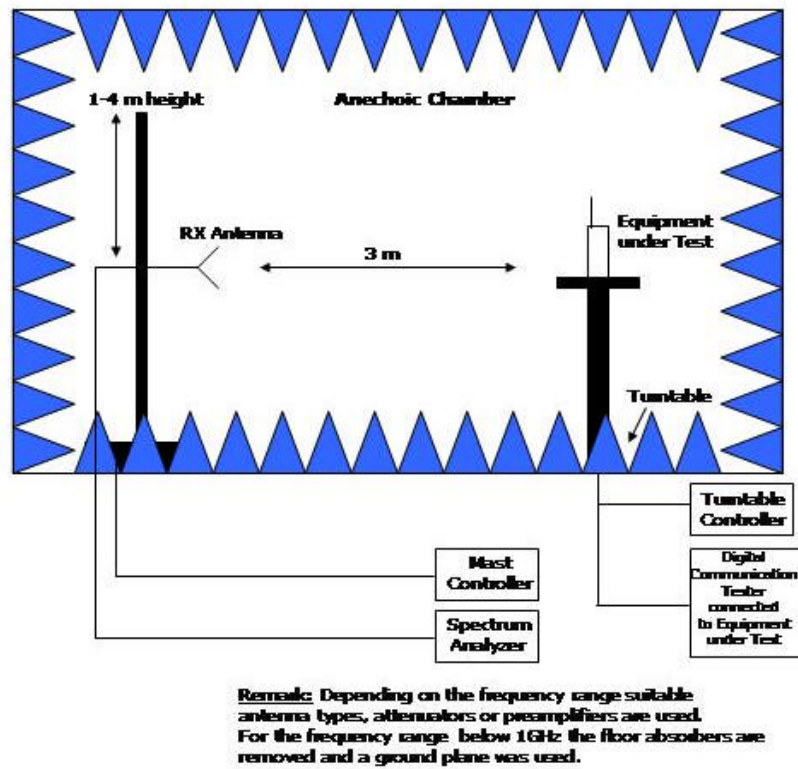 1-4 m height
Anechoic Chamber
RX Antenna
3 m
Equipment
under Test
Turntable
Turntable
Controller
Mast
Controller
Digital
Communication
Tester
connected
to Equipment
under Test
Spectrum
Analyzer
Remark: Depending on the frequency range suitable
antenna types, attenuators or preamplifiers are used.
For the frequency range below 1GHz the floor absorbers are
removed and a ground plane was used.